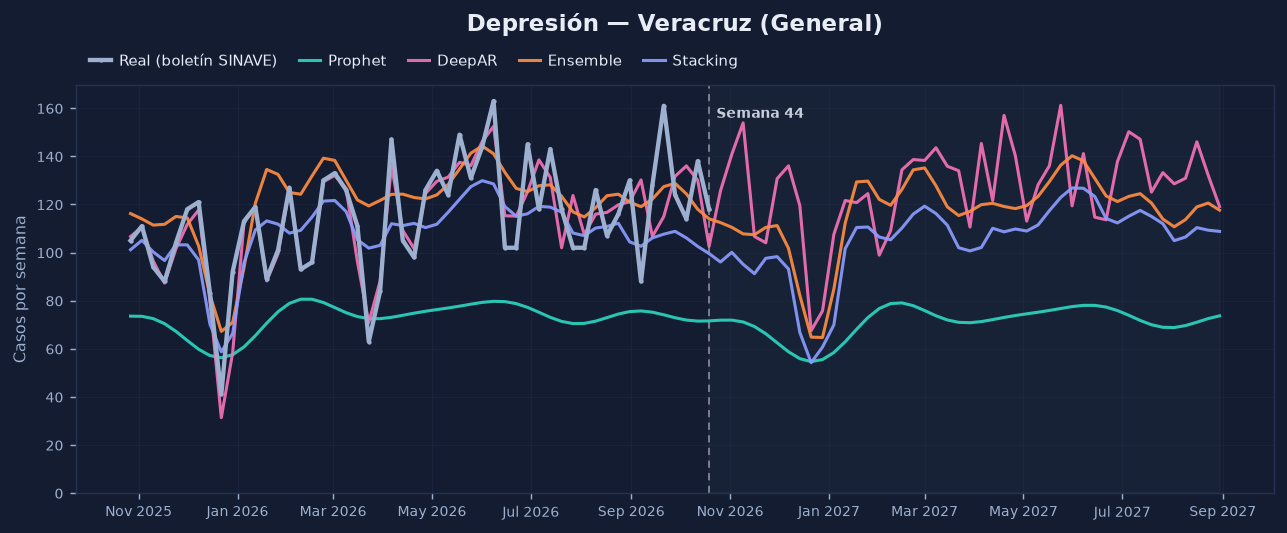 Depresión — Veracruz (General)
Real (boletín SINAVE) Prophet DeepAR Ensemble Stacking
Semana 44
Casos por semana
160
140
120
100
80
60
40
20
0
Nov 2025 Jan 2026 Mar 2026 May 2026 Jul 2026 Sep 2026 Nov 2026 Jan 2027 Mar 2027 May 2027 Jul 2027 Sep 2027